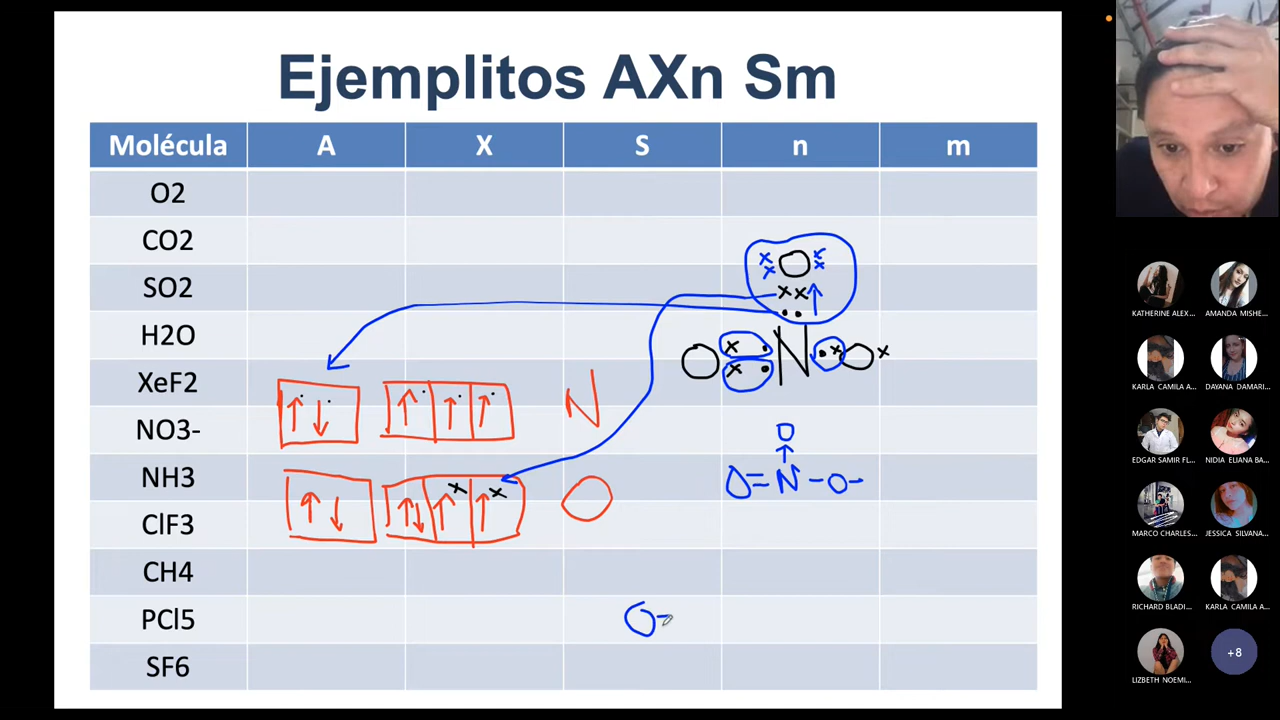 Ejemplitos AXn Sm
Molécula A X S n m
O2
CO2
SO2
H2O
XeF2
NO3-
NH3
ClF3
CH4
PCl5
SF6
x x O x x
x x ↑
. .
O x . x . N . x O x
↑ ↓ ↑ ↑ ↑ N
↑ ↓ ↑↓ ↑ x ↑ x O
O
↑
O = N - O -
O -
KATHERINE ALEX...
AMANDA MISHE...
KARLA CAMILA A...
DAYANA DAMARI...
EDGAR SAMIR FL...
NIDIA ELIANA BA...
MARCO CHARLES...
JESSICA SILVANA...
RICHARD BLADI...
KARLA CAMILA A...
LIZBETH NOEMI...
+8